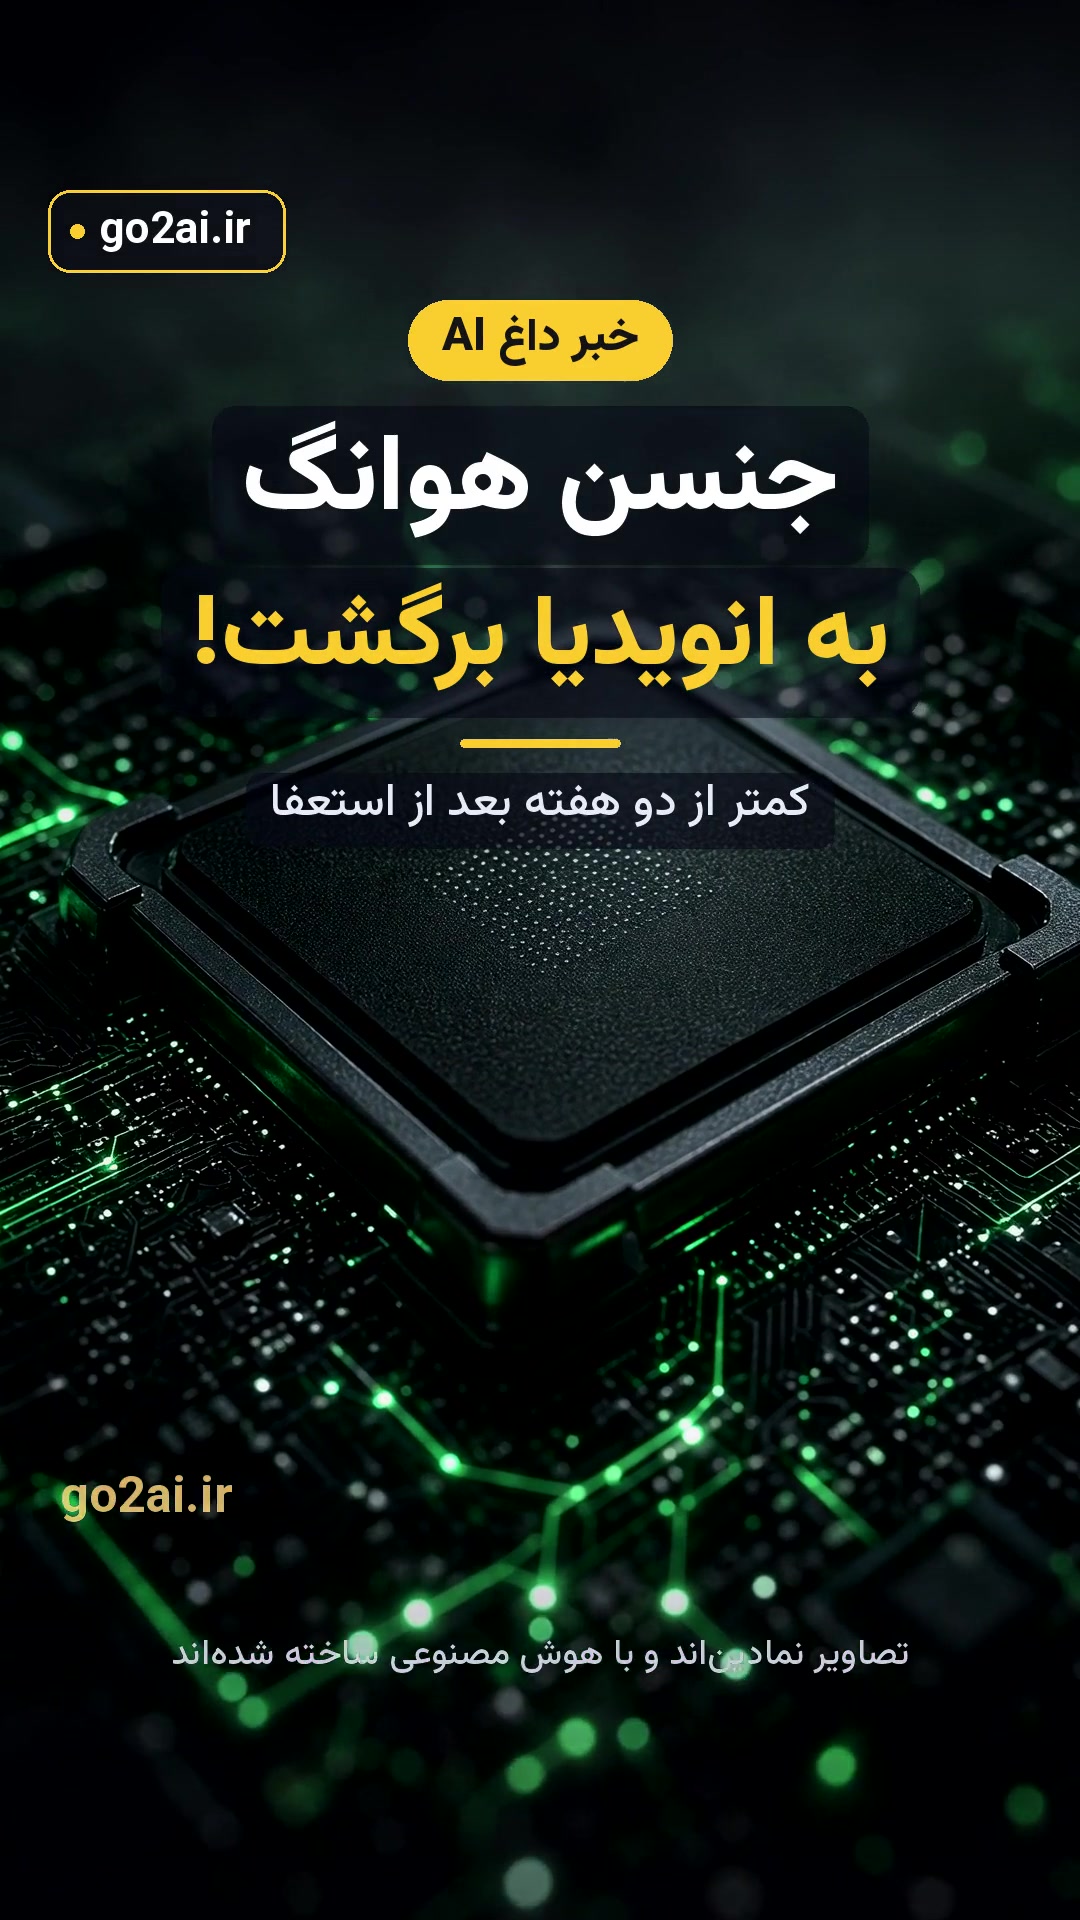 go2ai.ir
خبر داغ AI
جنسن هوانگ
به انویدیا برگشت!
کمتر از دو هفته بعد از استعفا
go2ai.ir
تصاویر نمادین‌اند و با هوش مصنوعی ساخته شده‌اند